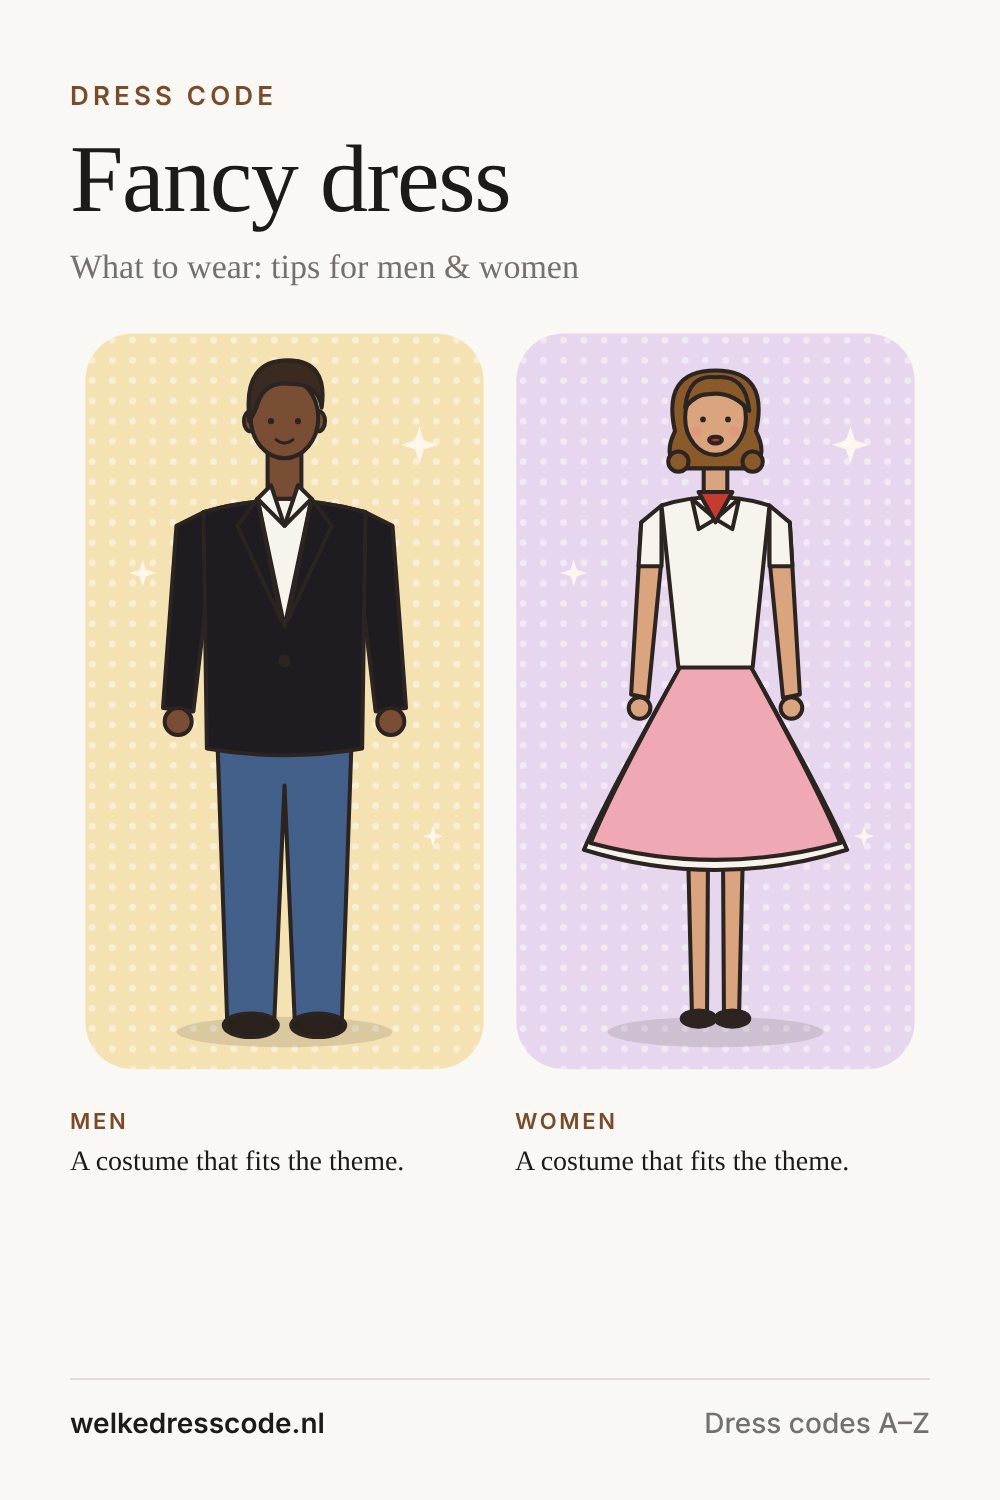 DRESS CODE
Fancy dress
What to wear: tips for men & women
MEN
A costume that fits the theme.
WOMEN
A costume that fits the theme.
welkedresscode.nl
Dress codes A–Z